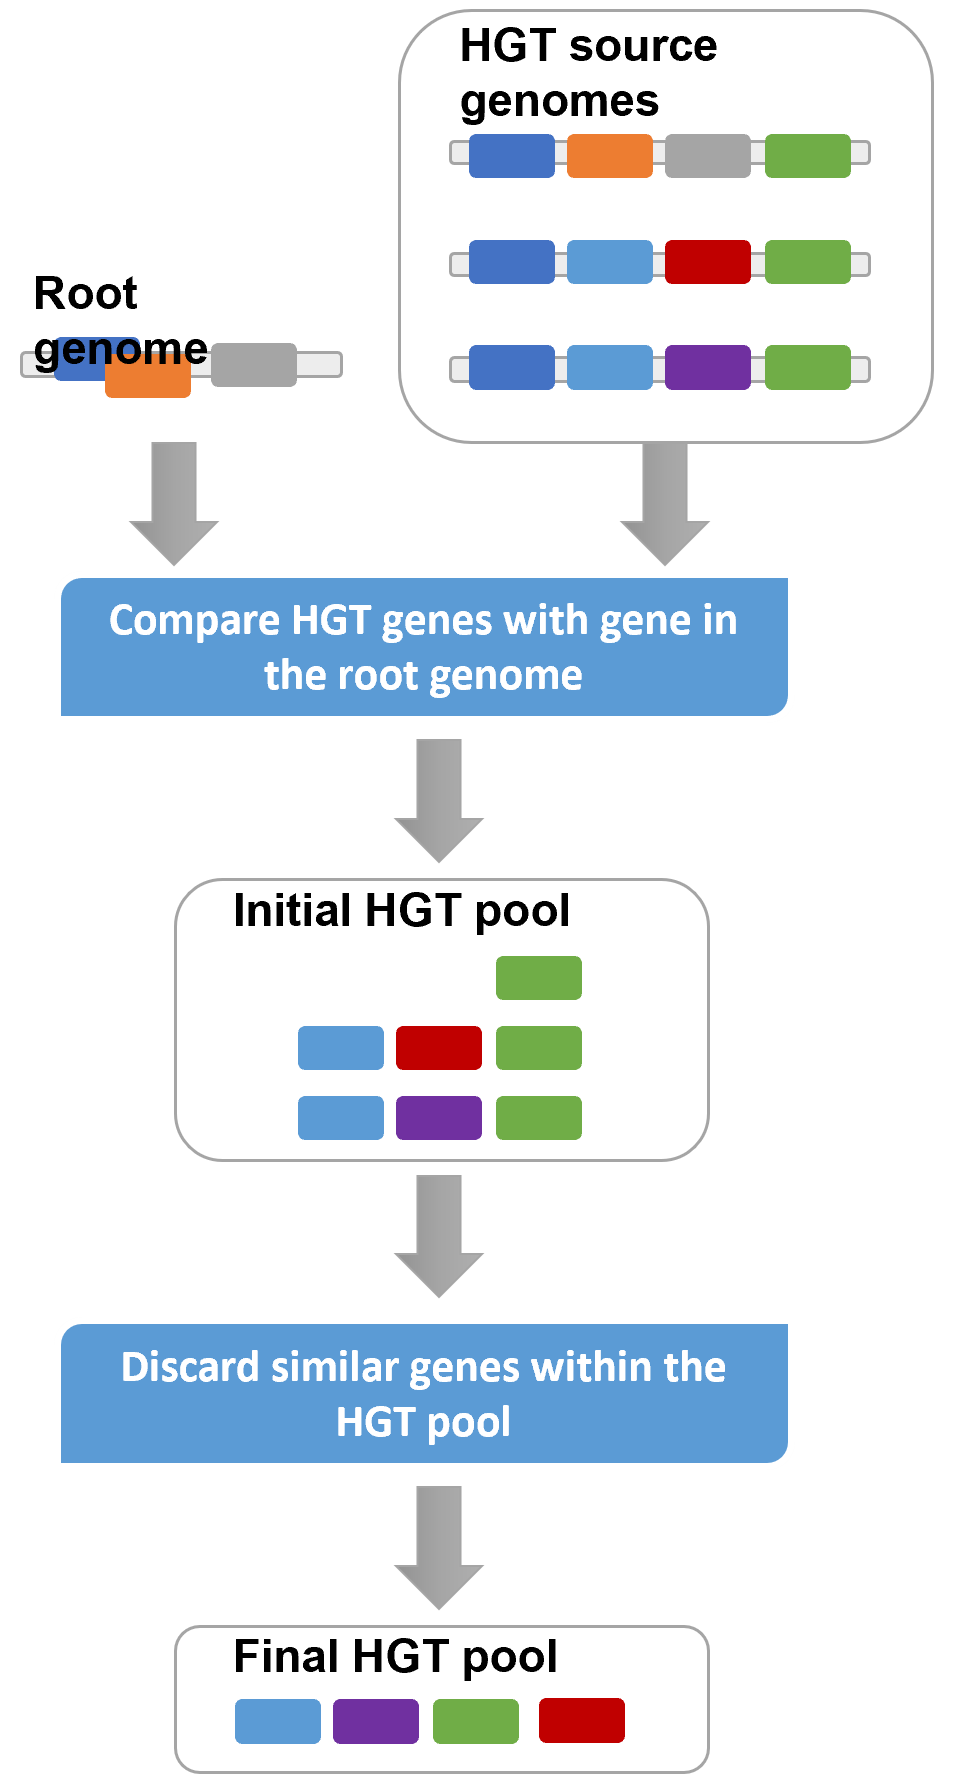 HGT source
genomes
Root
genome
Compare HGT genes with gene in
the root genome
Initial HGT pool
Discard similar genes within the
HGT pool
Final HGT pool